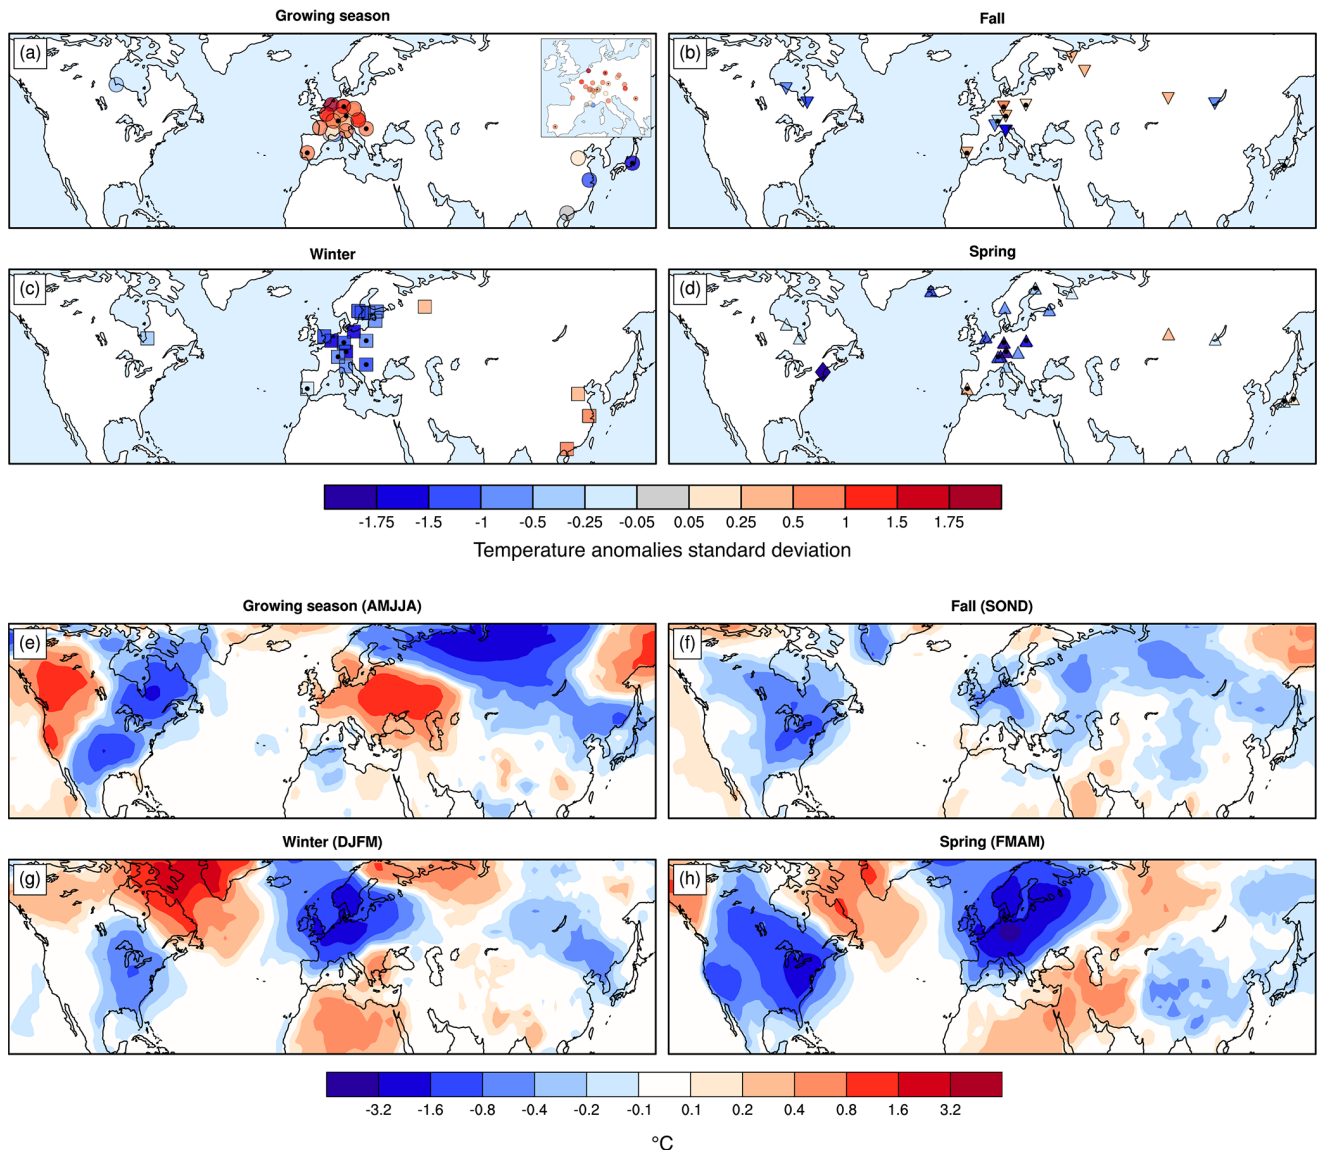 Growing season
Fall
(a)
(b)
Winter
Spring
(c)
(d)
-1.75 -1.5 -1 -0.5 -0.25 -0.05 0.05 0.25 0.5 1 1.5 1.75
Temperature anomalies standard deviation
Growing season (AMJJA)
Fall (SOND)
(e)
(f)
Winter (DJFM)
Spring (FMAM)
(g)
(h)
-3.2 -1.6 -0.8 -0.4 -0.2 -0.1 0.1 0.2 0.4 0.8 1.6 3.2
°C